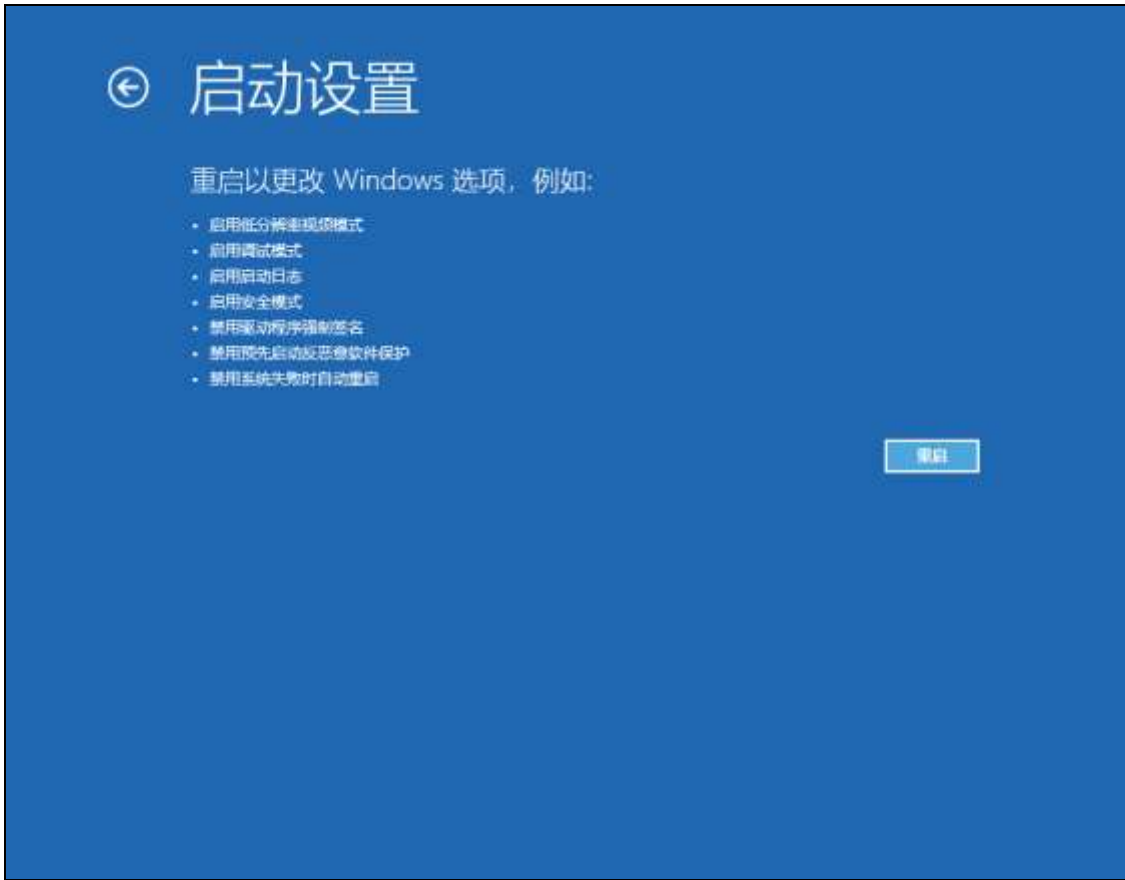 启动设置
重启以更改 Windows 选项，例如:
• 启用低分辨率视频模式
• 启用调试模式
• 启用启动日志
• 启用安全模式
• 禁用驱动程序强制签名
• 禁用预先启动反恶意软件保护
• 禁用系统失败时自动重启
重启